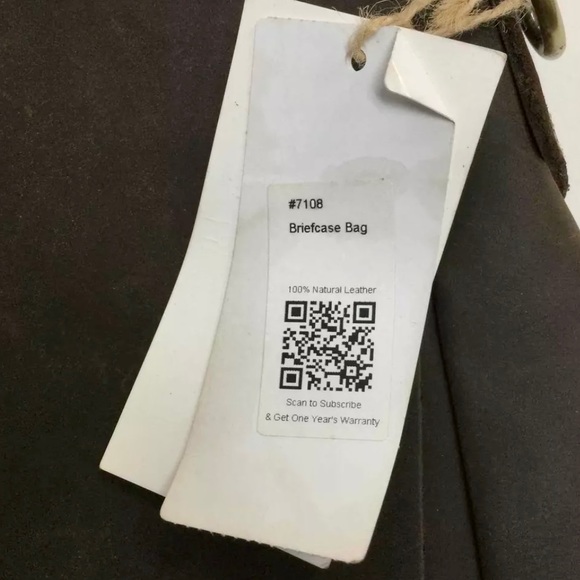 #7108
Briefcase Bag
100% Natural Leather
Scan to Subscribe
& Get One Year's Warranty